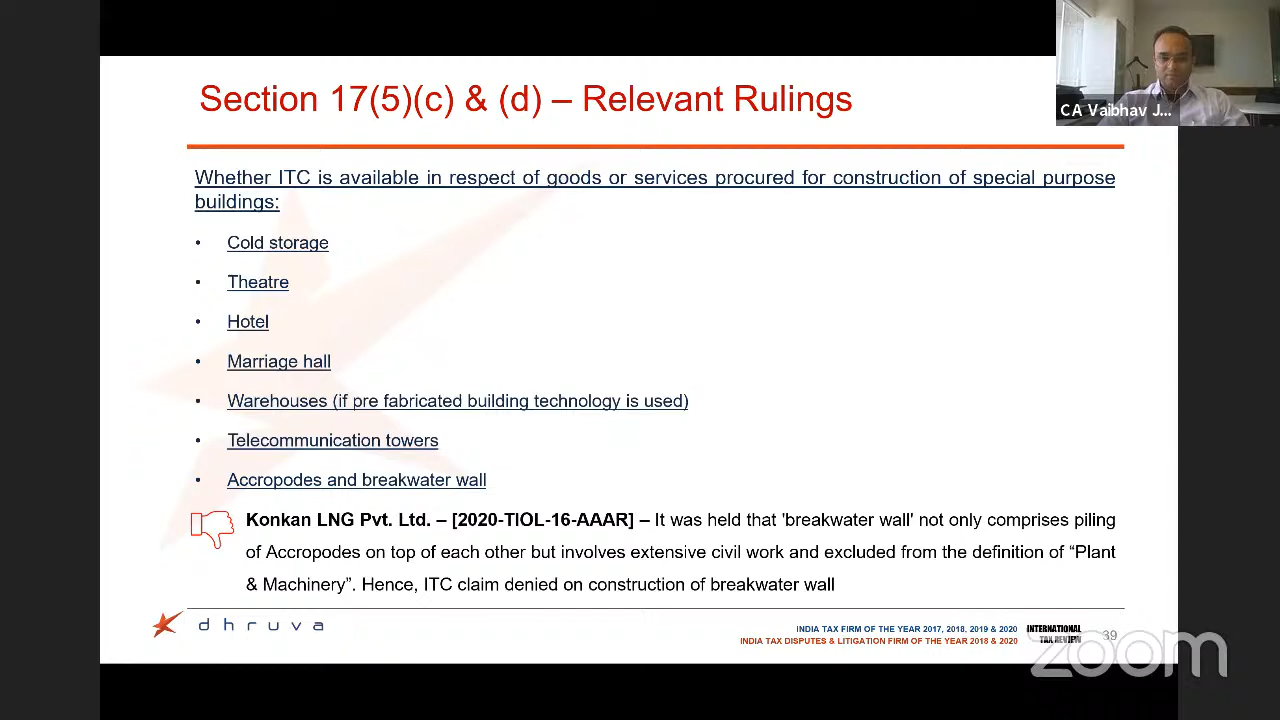 Section 17(5)(c) & (d) – Relevant Rulings
CA Vaibhav J...
Whether ITC is available in respect of goods or services procured for construction of special purpose
buildings:
• Cold storage
• Theatre
• Hotel
• Marriage hall
• Warehouses (if pre fabricated building technology is used)
• Telecommunication towers
• Accropodes and breakwater wall
Konkan LNG Pvt. Ltd. – [2020-TIOL-16-AAAR] – It was held that 'breakwater wall' not only comprises piling
of Accropodes on top of each other but involves extensive civil work and excluded from the definition of “Plant
& Machinery”. Hence, ITC claim denied on construction of breakwater wall
dhruva
INDIA TAX FIRM OF THE YEAR 2017, 2018, 2019 & 2020
INDIA TAX DISPUTES & LITIGATION FIRM OF THE YEAR 2018 & 2020
INTERNATIONAL
TAX REVIEW
39
zoom